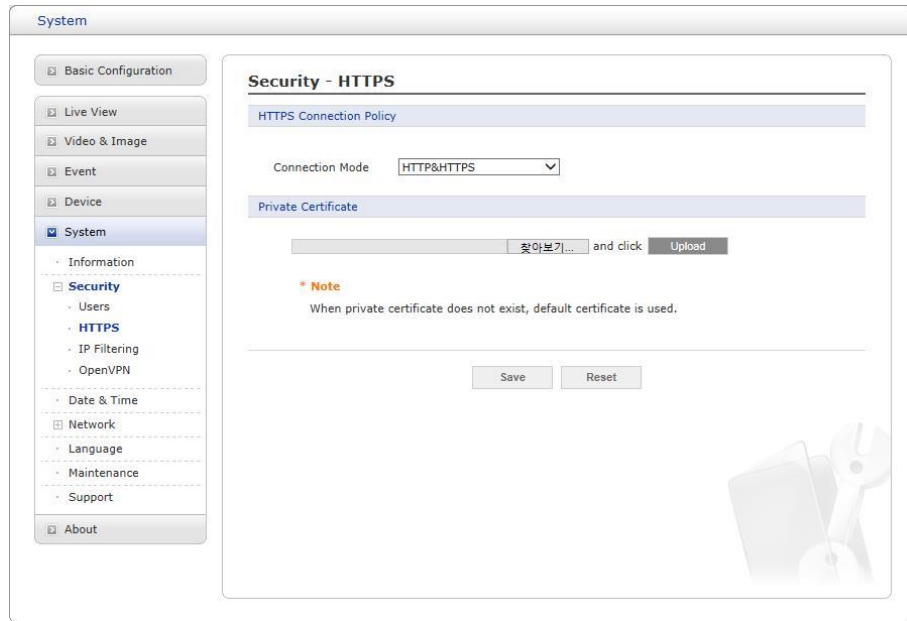 System
Basic Configuration
Live View
Video & Image
Event
Device
System
Information
Security
Users
HTTPS
IP Filtering
OpenVPN
Date & Time
Network
Language
Maintenance
Support
About
Security - HTTPS
HTTPS Connection Policy
Connection Mode HTTP&HTTPS
Private Certificate
찾아보기... and click Upload
* Note
When private certificate does not exist, default certificate is used.
Save Reset